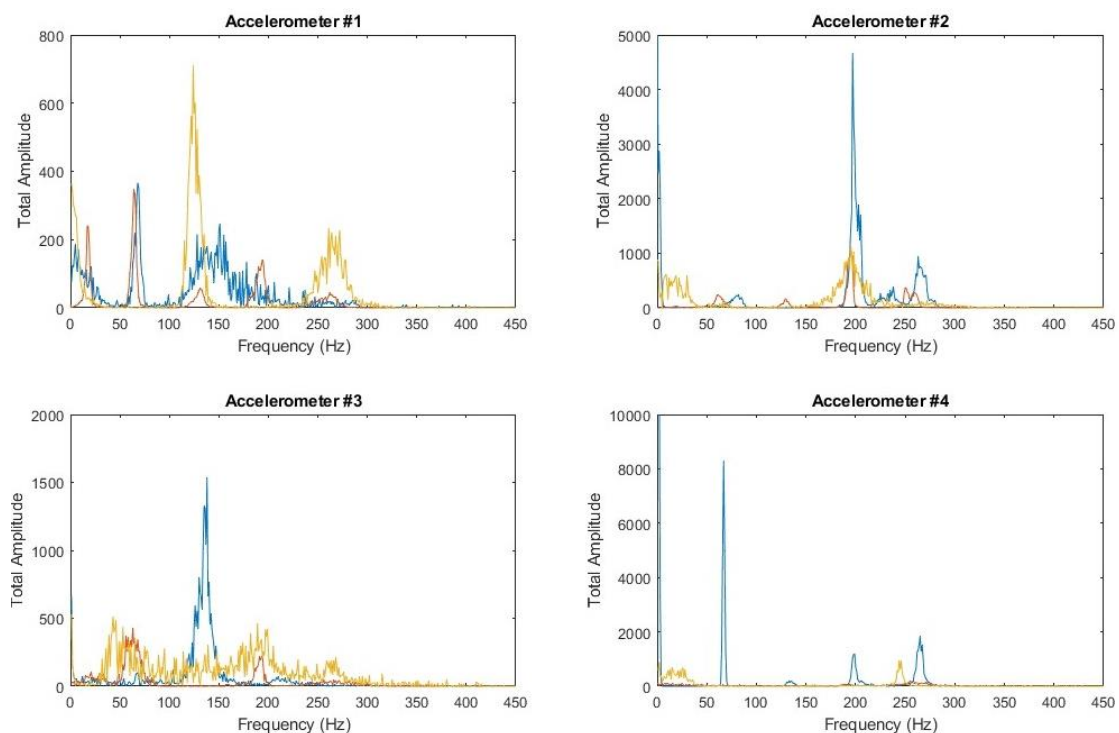 Accelerometer #1
Total Amplitude
800
600
400
200
0
0 50 100 150 200 250 300 350 400 450
Frequency (Hz)
Accelerometer #2
Total Amplitude
5000
4000
3000
2000
1000
0
0 50 100 150 200 250 300 350 400 450
Frequency (Hz)
Accelerometer #3
Total Amplitude
2000
1500
1000
500
0
0 50 100 150 200 250 300 350 400 450
Frequency (Hz)
Accelerometer #4
Total Amplitude
10000
8000
6000
4000
2000
0
0 50 100 150 200 250 300 350 400 450
Frequency (Hz)